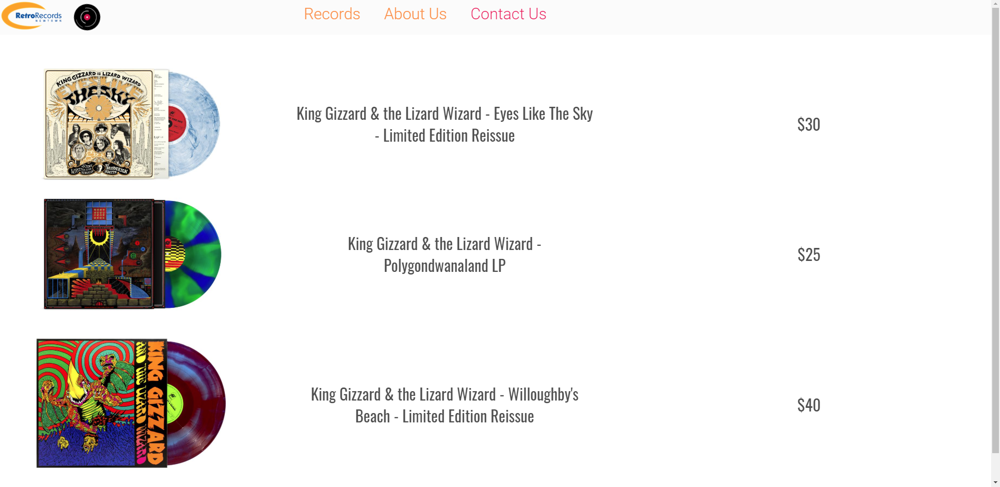 RetroRecords
NEWTOWN
Records
About Us
Contact Us
KING GIZZARD AND THE LIZARD WIZARD
EYES LIKE
THE SKY
STORY
WRITTEN AND
NARRATED
BY
BRODERICK
SMITH
King Gizzard & the Lizard Wizard - Eyes Like The Sky
- Limited Edition Reissue
$30
King Gizzard & the Lizard Wizard -
Polygondwanaland LP
$25
KING GIZZARD
AND THE LIZARD WIZARD
King Gizzard & the Lizard Wizard - Willoughby's
Beach - Limited Edition Reissue
$40